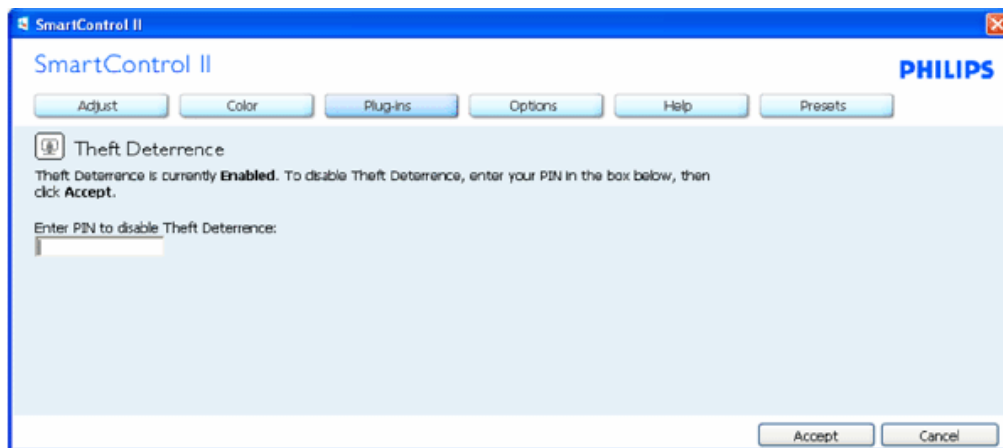 SmartControl II
SmartControl II
PHILIPS
Adjust Color Plug-ins Options Help Presets
Theft Deterrence
Theft Deterrence is currently Enabled. To disable Theft Deterrence, enter your PIN in the box below, then
click Accept.
Enter PIN to disable Theft Deterrence:
Accept Cancel